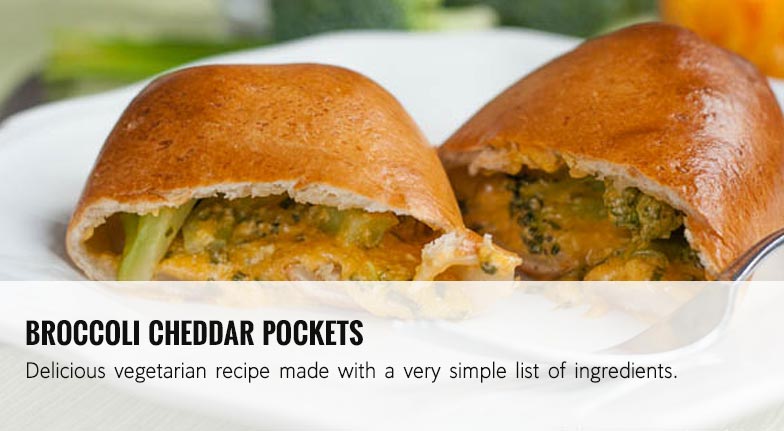 BROCCOLI CHEDDAR POCKETS
Delicious vegetarian recipe made with a very simple list of ingredients.